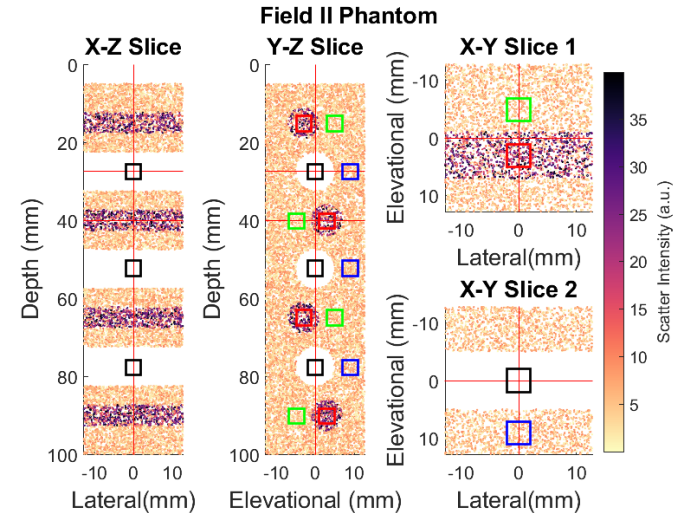 Field II Phantom
X-Z Slice
Y-Z Slice
X-Y Slice 1
0
20
40
60
80
100
Depth (mm)
-10
0
10
Lateral(mm)
0
20
40
60
80
100
Depth (mm)
-10
0
10
Elevational (mm)
-10
0
10
Elevational (mm)
-10
0
10
Lateral(mm)
X-Y Slice 2
-10
0
10
Elevational (mm)
-10
0
10
Lateral(mm)
35
30
25
20
15
10
5
Scatter Intensity (a.u.)